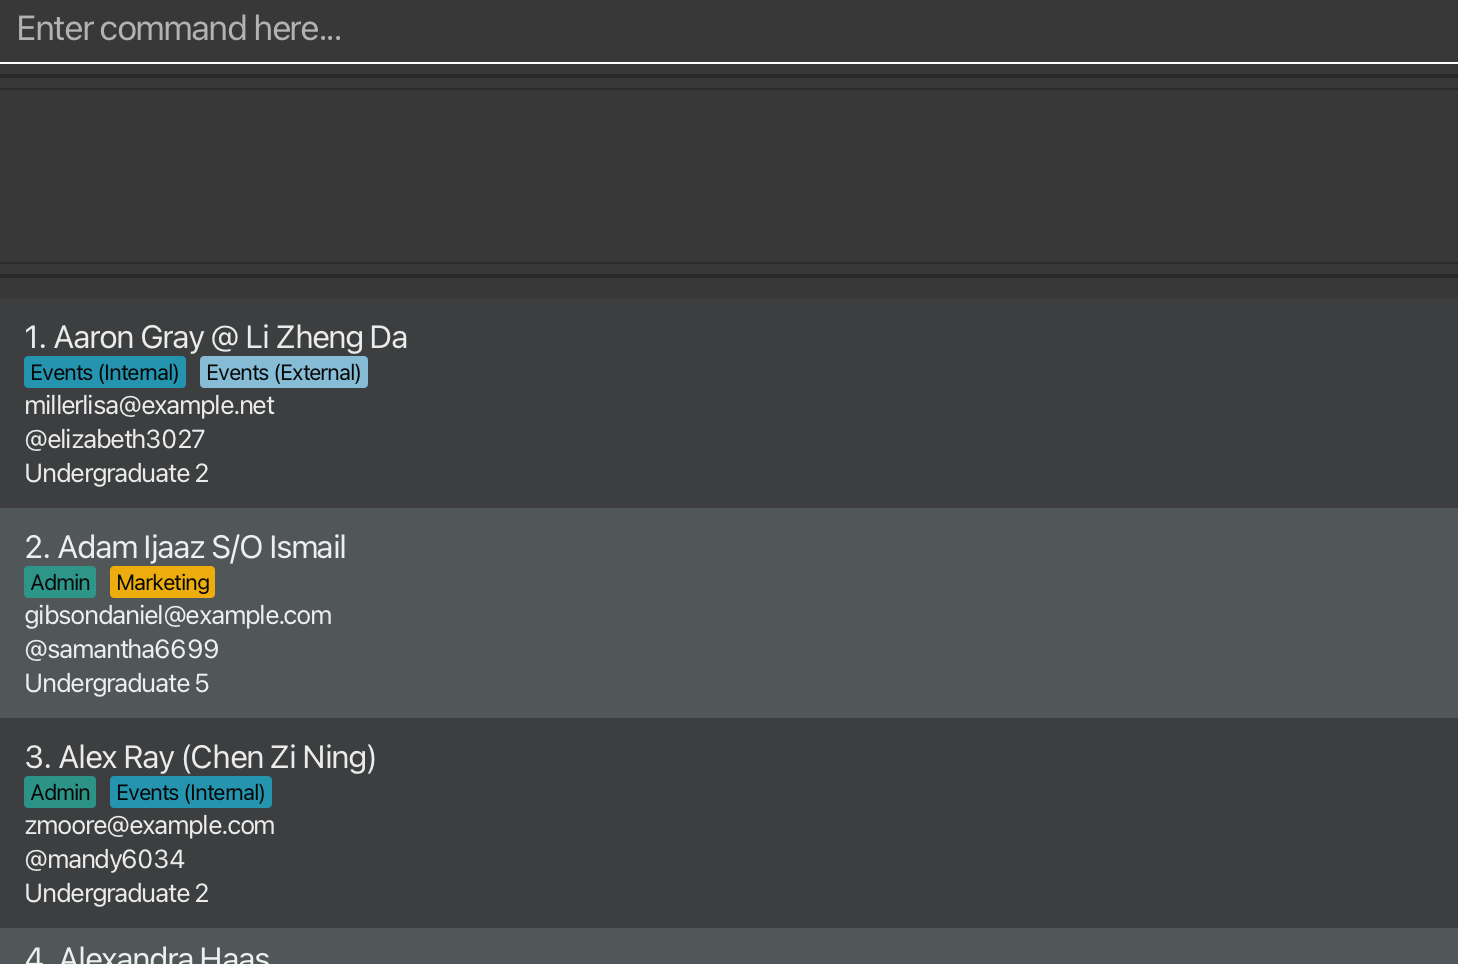 Enter command here...
1. Aaron Gray @ Li Zheng Da
Events (Internal) Events (External)
millerlisa@example.net
@elizabeth3027
Undergraduate 2
2. Adam Ijaaz S/O Ismail
Admin Marketing
gibsondaniel@example.com
@samantha6699
Undergraduate 5
3. Alex Ray (Chen Zi Ning)
Admin Events (Internal)
zmoore@example.com
@mandy6034
Undergraduate 2
4. Alexandra Haas